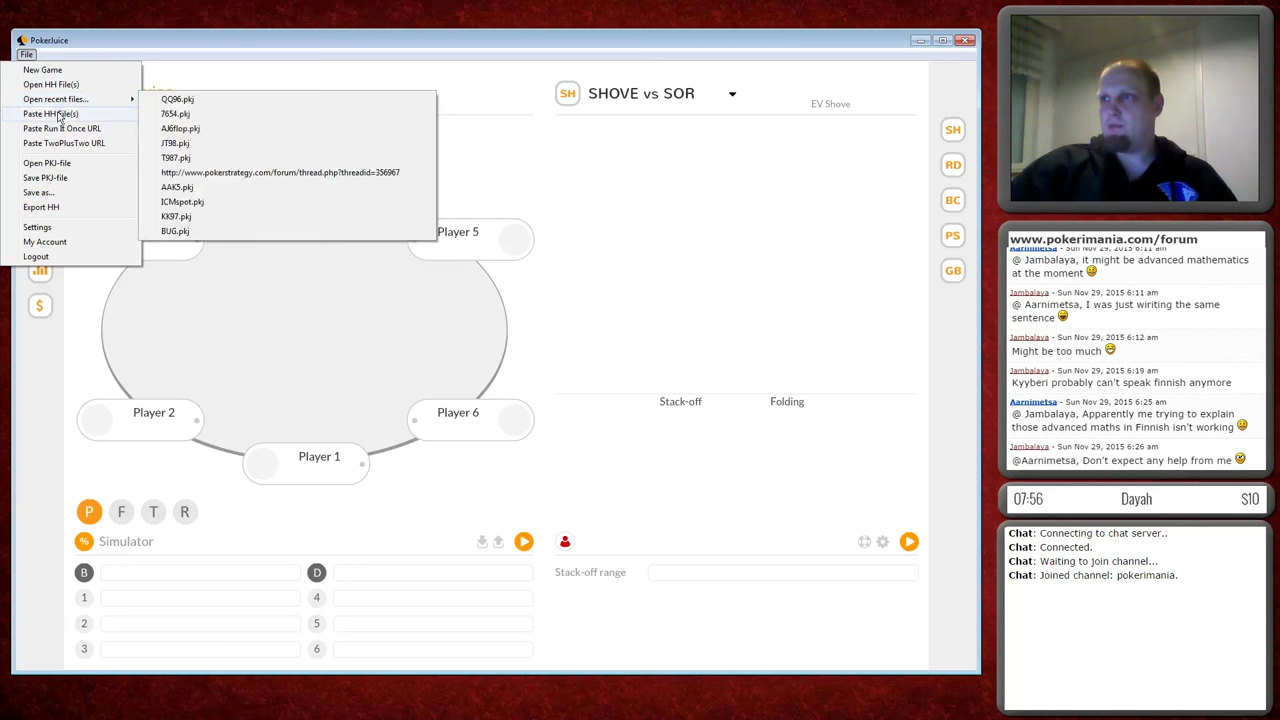 PokerJuice
File
New Game
Open HH File(s)
Open recent files...
Paste HH File(s)
Paste Run It Once URL
Paste TwoPlusTwo URL
Open PKJ-file
Save PKJ-file
Save as...
Export HH
Settings
My Account
Logout
QQ96.pkj
7654.pkj
AJ6flop.pkj
JT98.pkj
T987.pkj
http://www.pokerstrategy.com/forum/thread.php?threadid=356967
AAK5.pkj
ICMspot.pkj
KK97.pkj
BUG.pkj
$
Player 5
Player 2
Player 6
Player 1
P F T R
% Simulator
B D
1 4
2 5
3 6
SH SHOVE vs SOR
EV Shove
Stack-off Folding
Stack-off range
SH
RD
BC
PS
GB
www.pokerimania.com/forum
Aarnimetsa - Sun Nov 29, 2015 6:11 am
@ Jambalaya, it might be advanced mathematics
at the moment
Jambalaya - Sun Nov 29, 2015 6:11 am
@ Aarnimetsa, I was just wiriting the same
sentence
Jambalaya - Sun Nov 29, 2015 6:12 am
Might be too much
Jambalaya - Sun Nov 29, 2015 6:19 am
Kyyberi probably can't speak finnish anymore
Aarnimetsa - Sun Nov 29, 2015 6:25 am
@ Jambalaya, Apparently me trying to explain
those advanced maths in Finnish isn't working
Jambalaya - Sun Nov 29, 2015 6:26 am
@Aarnimetsa, Don't expect any help from me
07:56 Dayah $10
Chat: Connecting to chat server..
Chat: Connected.
Chat: Waiting to join channel...
Chat: Joined channel: pokerimania.